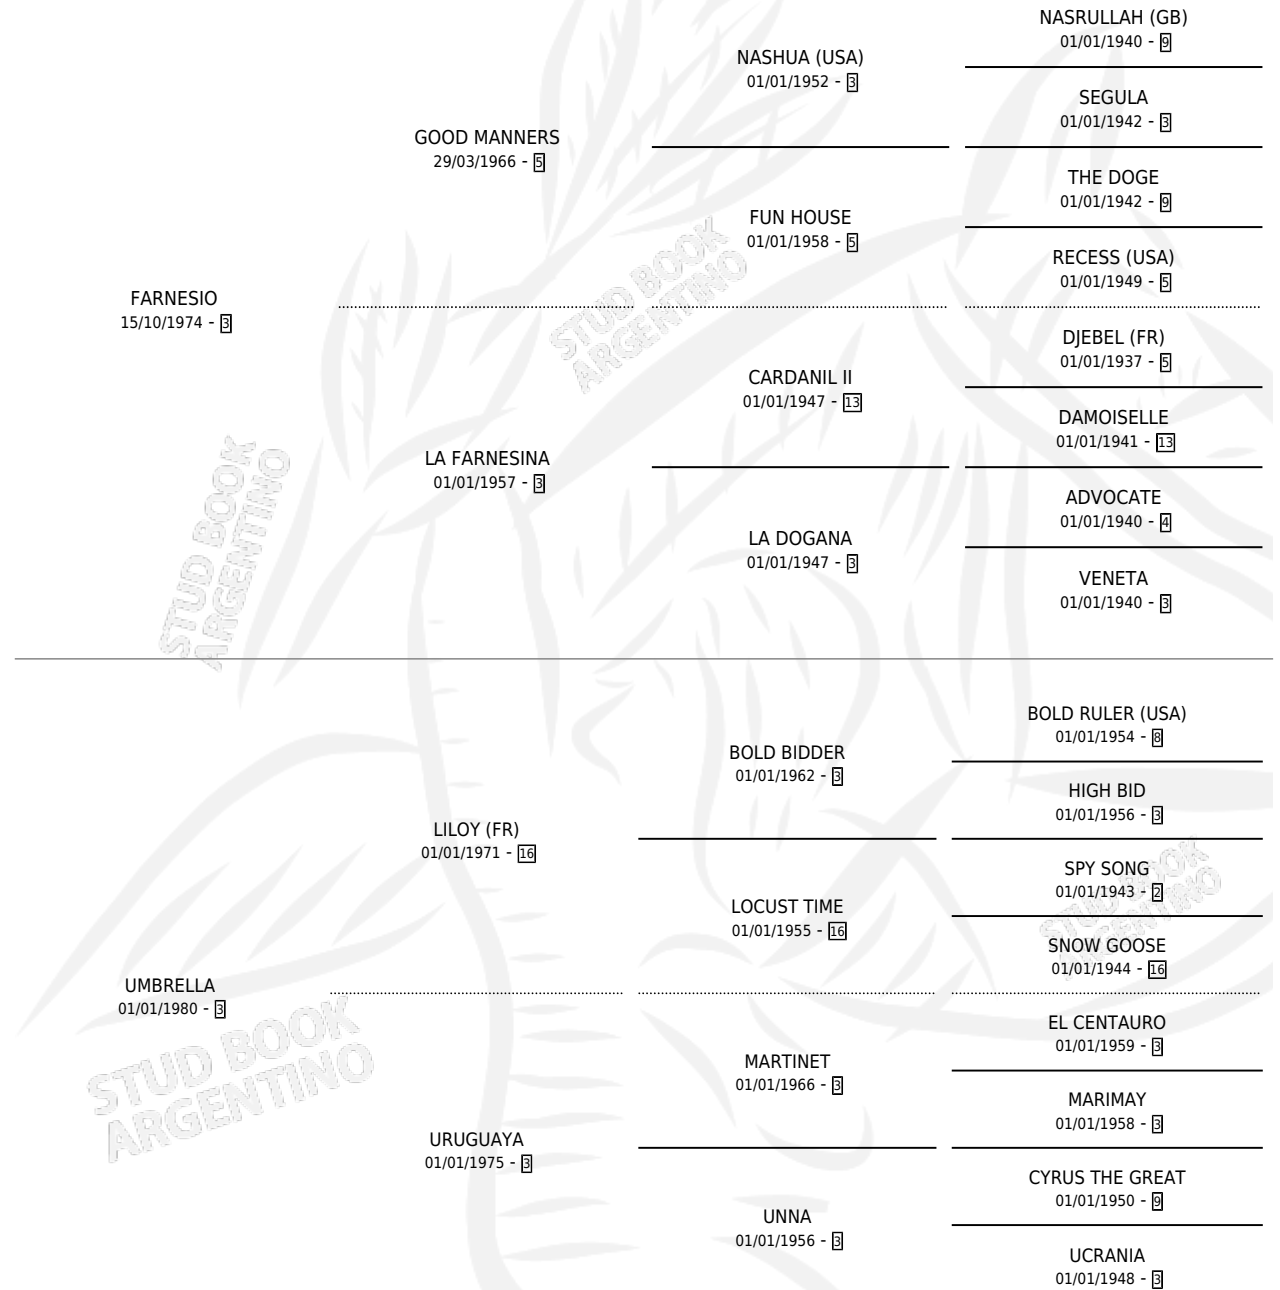 NASRULLAH (GB)
01/01/1940 - 9
NASHUA (USA)
01/01/1952 - 3
SEGULA
01/01/1942 - 3
GOOD MANNERS
29/03/1966 - 5
THE DOGE
01/01/1942 - 9
FUN HOUSE
01/01/1958 - 5
RECESS (USA)
01/01/1949 - 5
FARNESIO
15/10/1974 - 3
DJEBEL (FR)
01/01/1937 - 5
CARDANIL II
01/01/1947 - 13
DAMOISELLE
01/01/1941 - 13
LA FARNESINA
01/01/1957 - 3
ADVOCATE
01/01/1940 - 4
LA DOGANA
01/01/1947 - 3
VENETA
01/01/1940 - 3
STUD BOOK
ARGENTINO
STUD BOOK
ARGENTINO
BOLD RULER (USA)
01/01/1954 - 8
BOLD BIDDER
01/01/1962 - 3
HIGH BID
01/01/1956 - 3
LILOY (FR)
01/01/1971 - 16
SPY SONG
01/01/1943 - 2
LOCUST TIME
01/01/1955 - 16
SNOW GOOSE
01/01/1944 - 16
UMBRELLA
01/01/1980 - 3
EL CENTAURO
01/01/1959 - 3
MARTINET
01/01/1966 - 3
MARIMAY
01/01/1958 - 3
URUGUAYA
01/01/1975 - 3
CYRUS THE GREAT
01/01/1950 - 9
UNNA
01/01/1956 - 3
UCRANIA
01/01/1948 - 3
STUD BOOK
ARGENTINO
STUD BOOK
ARGENTINO